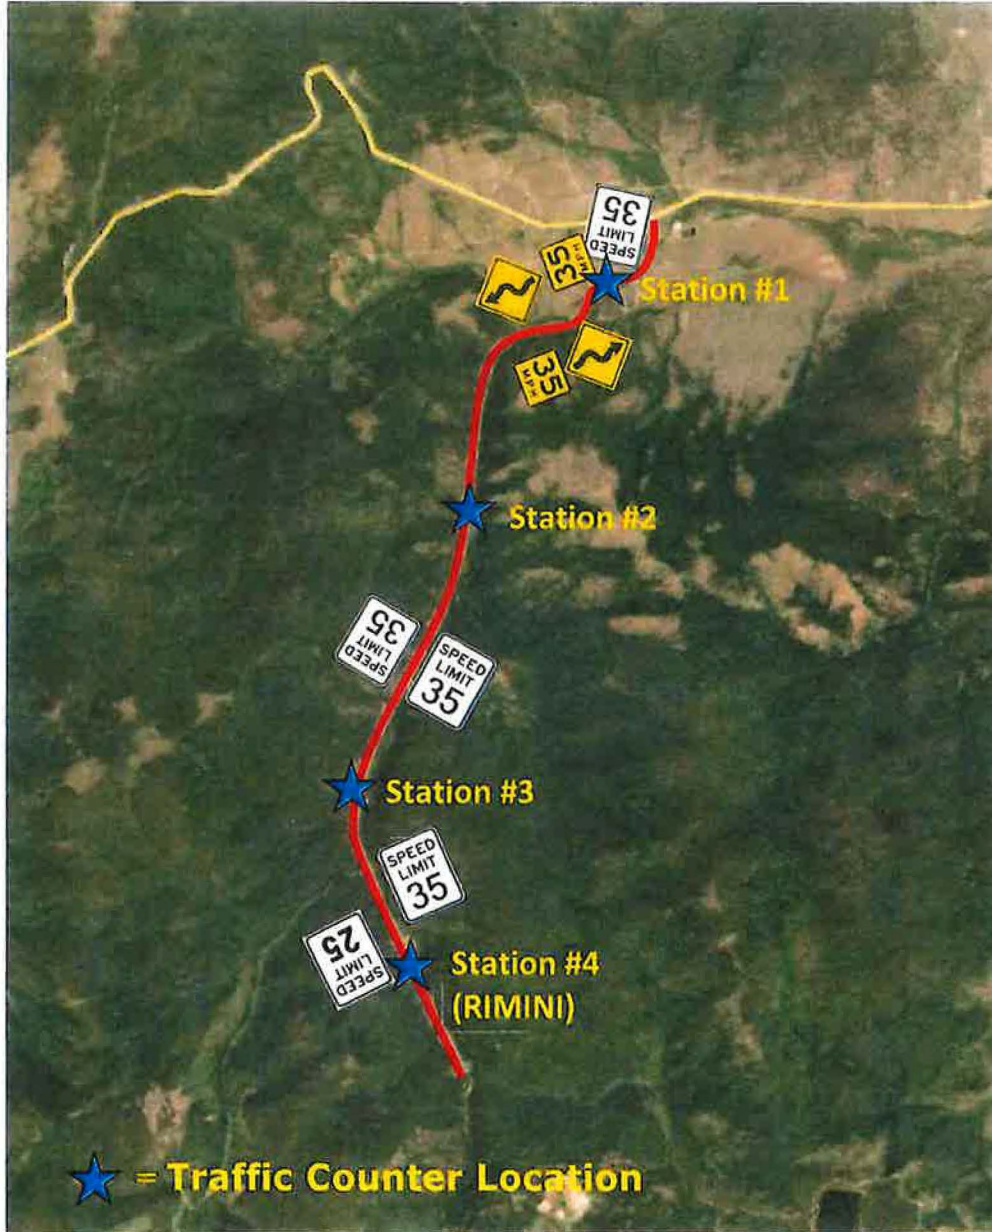 SPEED
LIMIT
35
35
MPH
Station #1
35
MPH
Station #2
SPEED
LIMIT
35
SPEED
LIMIT
35
Station #3
SPEED
LIMIT
35
SPEED
LIMIT
25
Station #4
(RIMINI)
= Traffic Counter Location